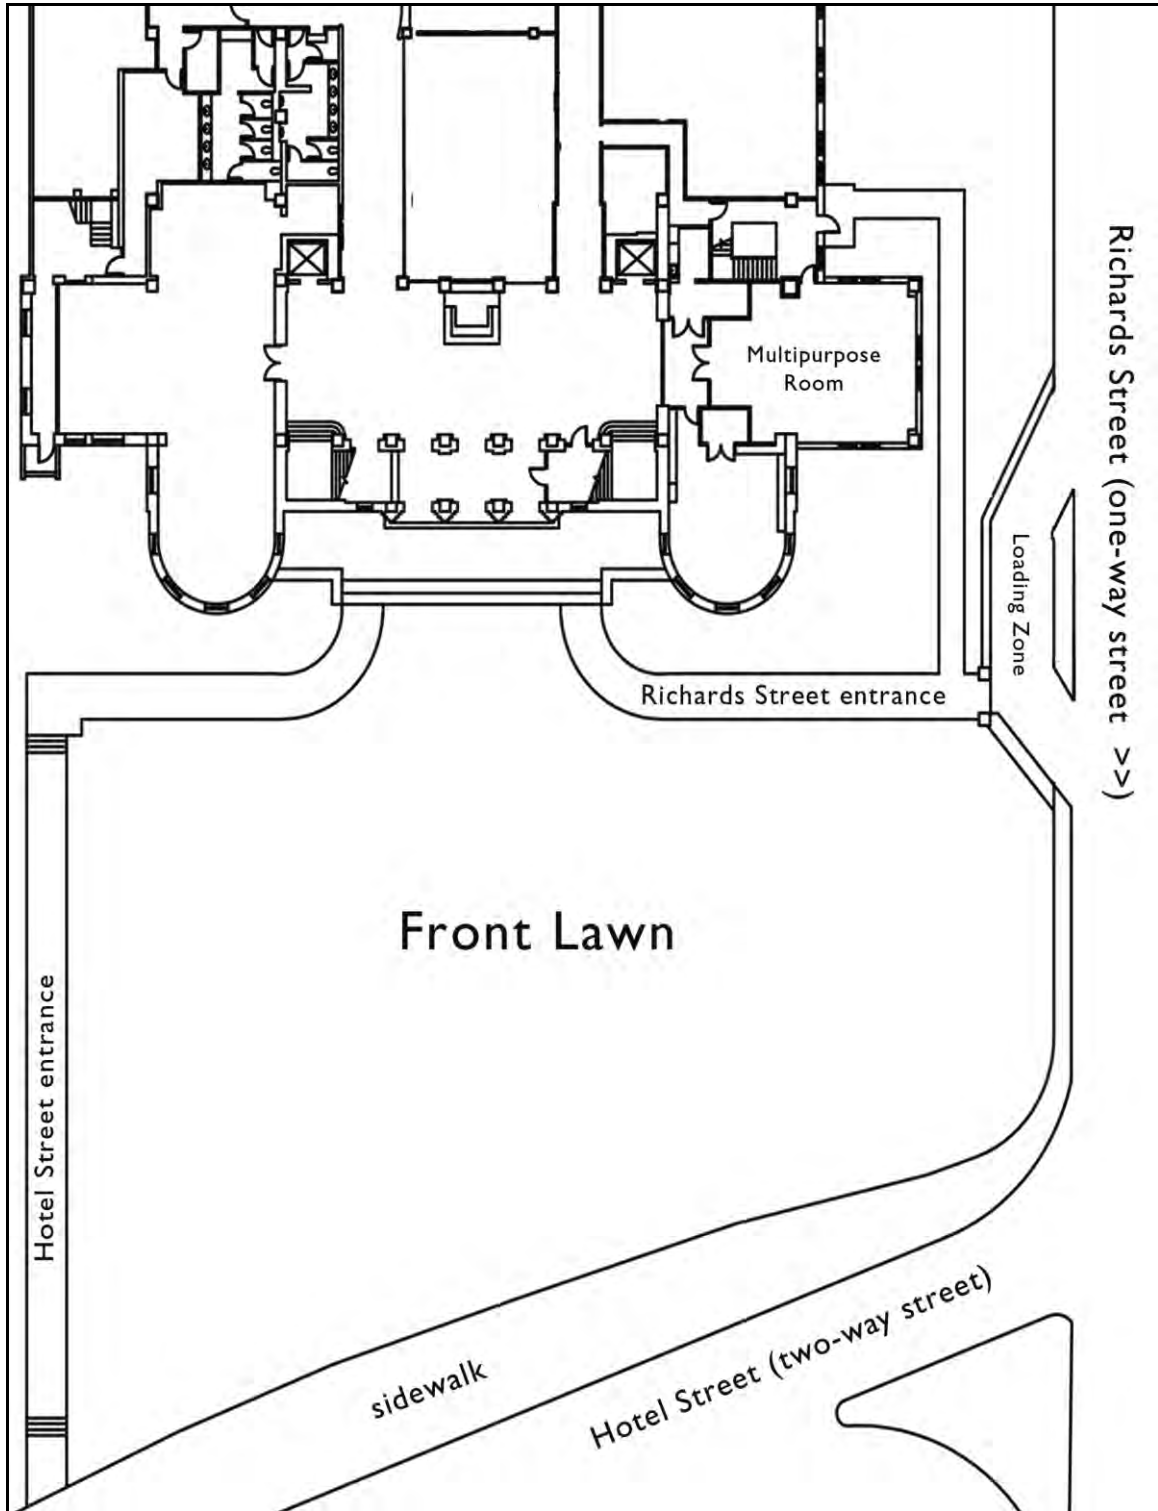 Multipurpose
Room
Richards Street (one-way street >>)
Loading Zone
Richards Street entrance
Front Lawn
Hotel Street entrance
sidewalk
Hotel Street (two-way street)